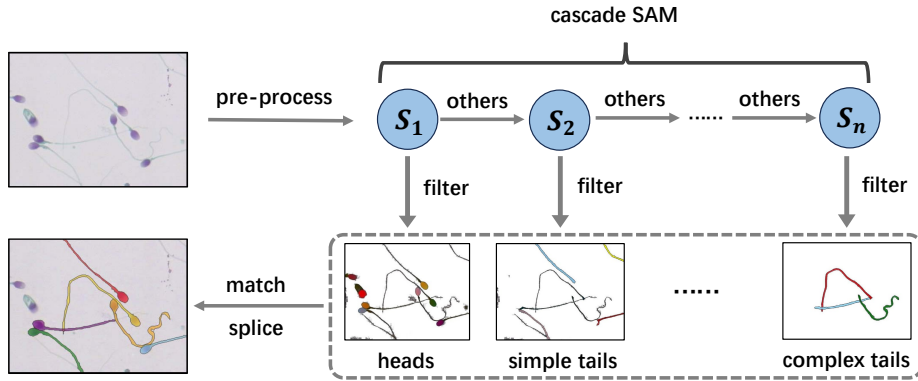 cascade SAM
pre-process
S1
others
S2
others
……
others
Sn
filter
filter
filter
match
splice
……
heads
simple tails
complex tails